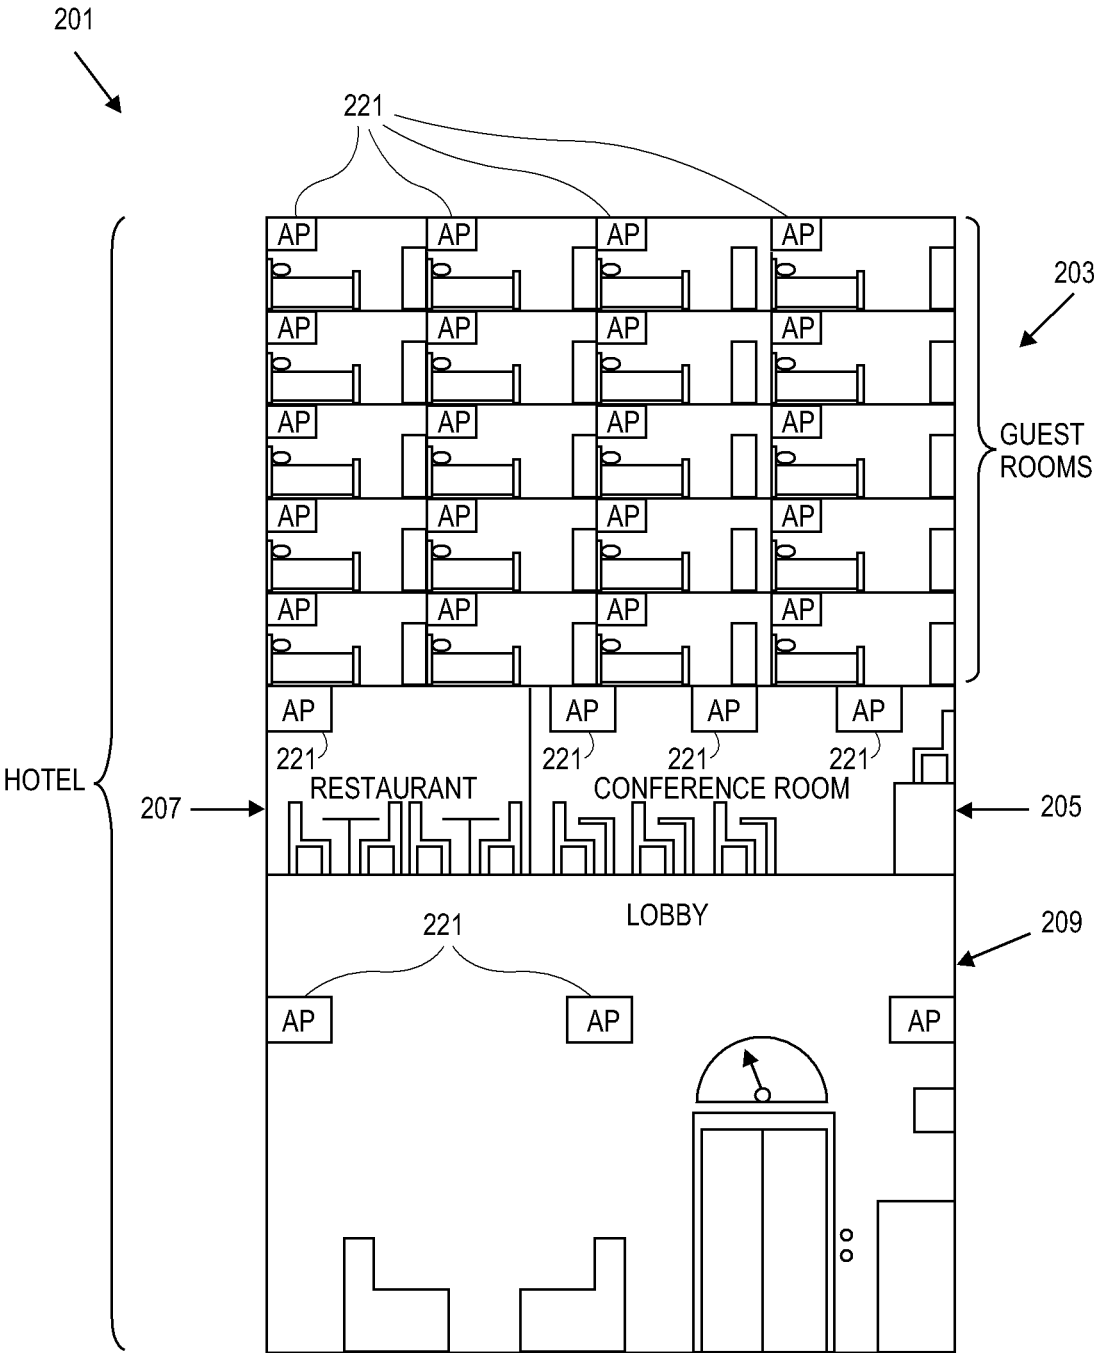 201
221
AP AP AP AP
203
AP AP AP AP
AP AP AP AP
GUEST
ROOMS
AP AP AP AP
AP AP AP AP
AP AP AP AP
221 221 221 221
HOTEL
RESTAURANT CONFERENCE ROOM
207 205
LOBBY
221 209
AP AP AP